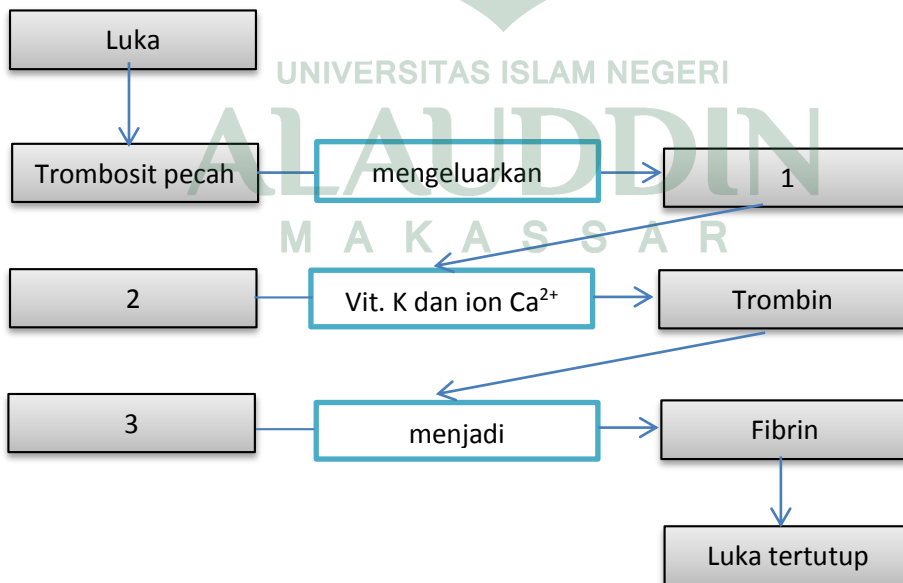 Luka
UNIVERSITAS ISLAM NEGERI
ALAUDDIN
MAKASSAR
Trombosit pecah
mengeluarkan
1
2
Vit. K dan ion Ca²⁺
Trombin
3
menjadi
Fibrin
Luka tertutup